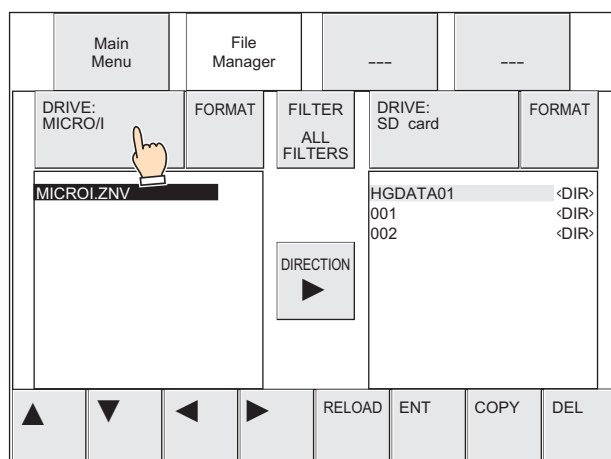 Main
Menu
File
Manager
---
---
DRIVE:
MICRO/I
FORMAT
FILTER
ALL
FILTERS
DRIVE:
SD card
FORMAT
MICROI.ZNV
HGDATA01 <DIR>
001 <DIR>
002 <DIR>
DIRECTION
▶
▲ ▼ ◀ ▶ RELOAD ENT COPY DEL